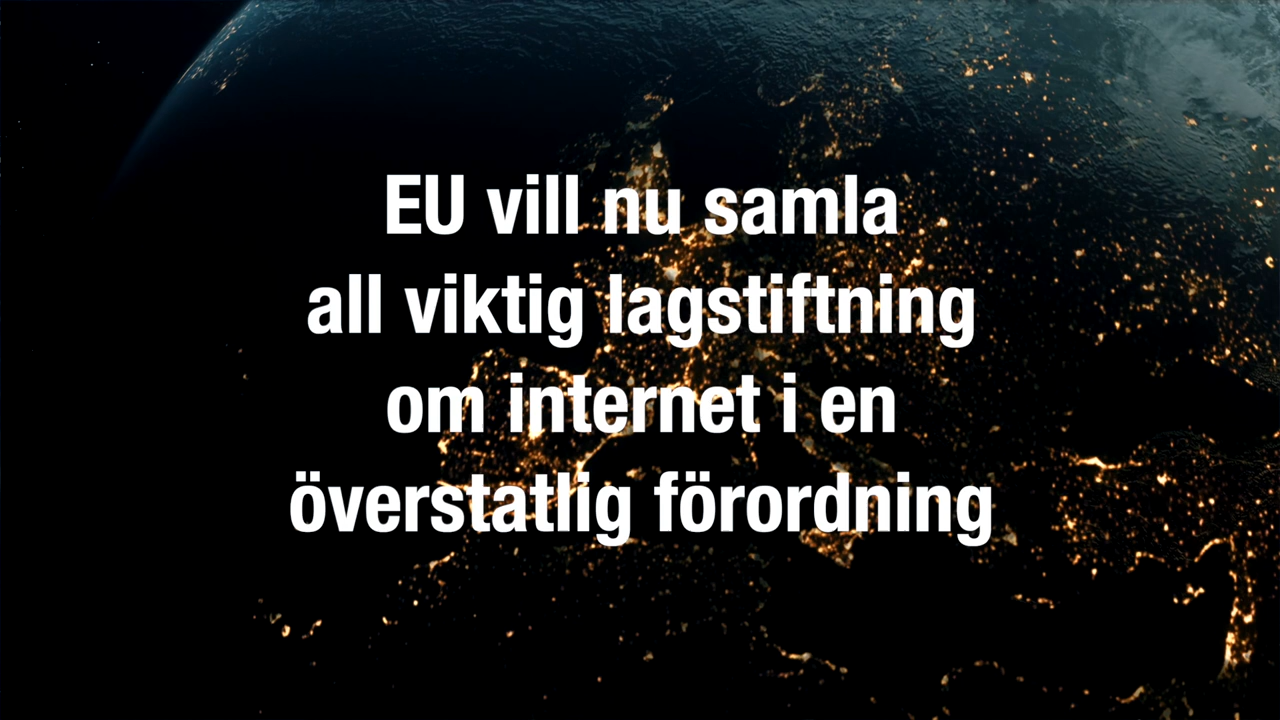 EU vill nu samla
all viktig lagstiftning
om internet i en
överstatlig förordning